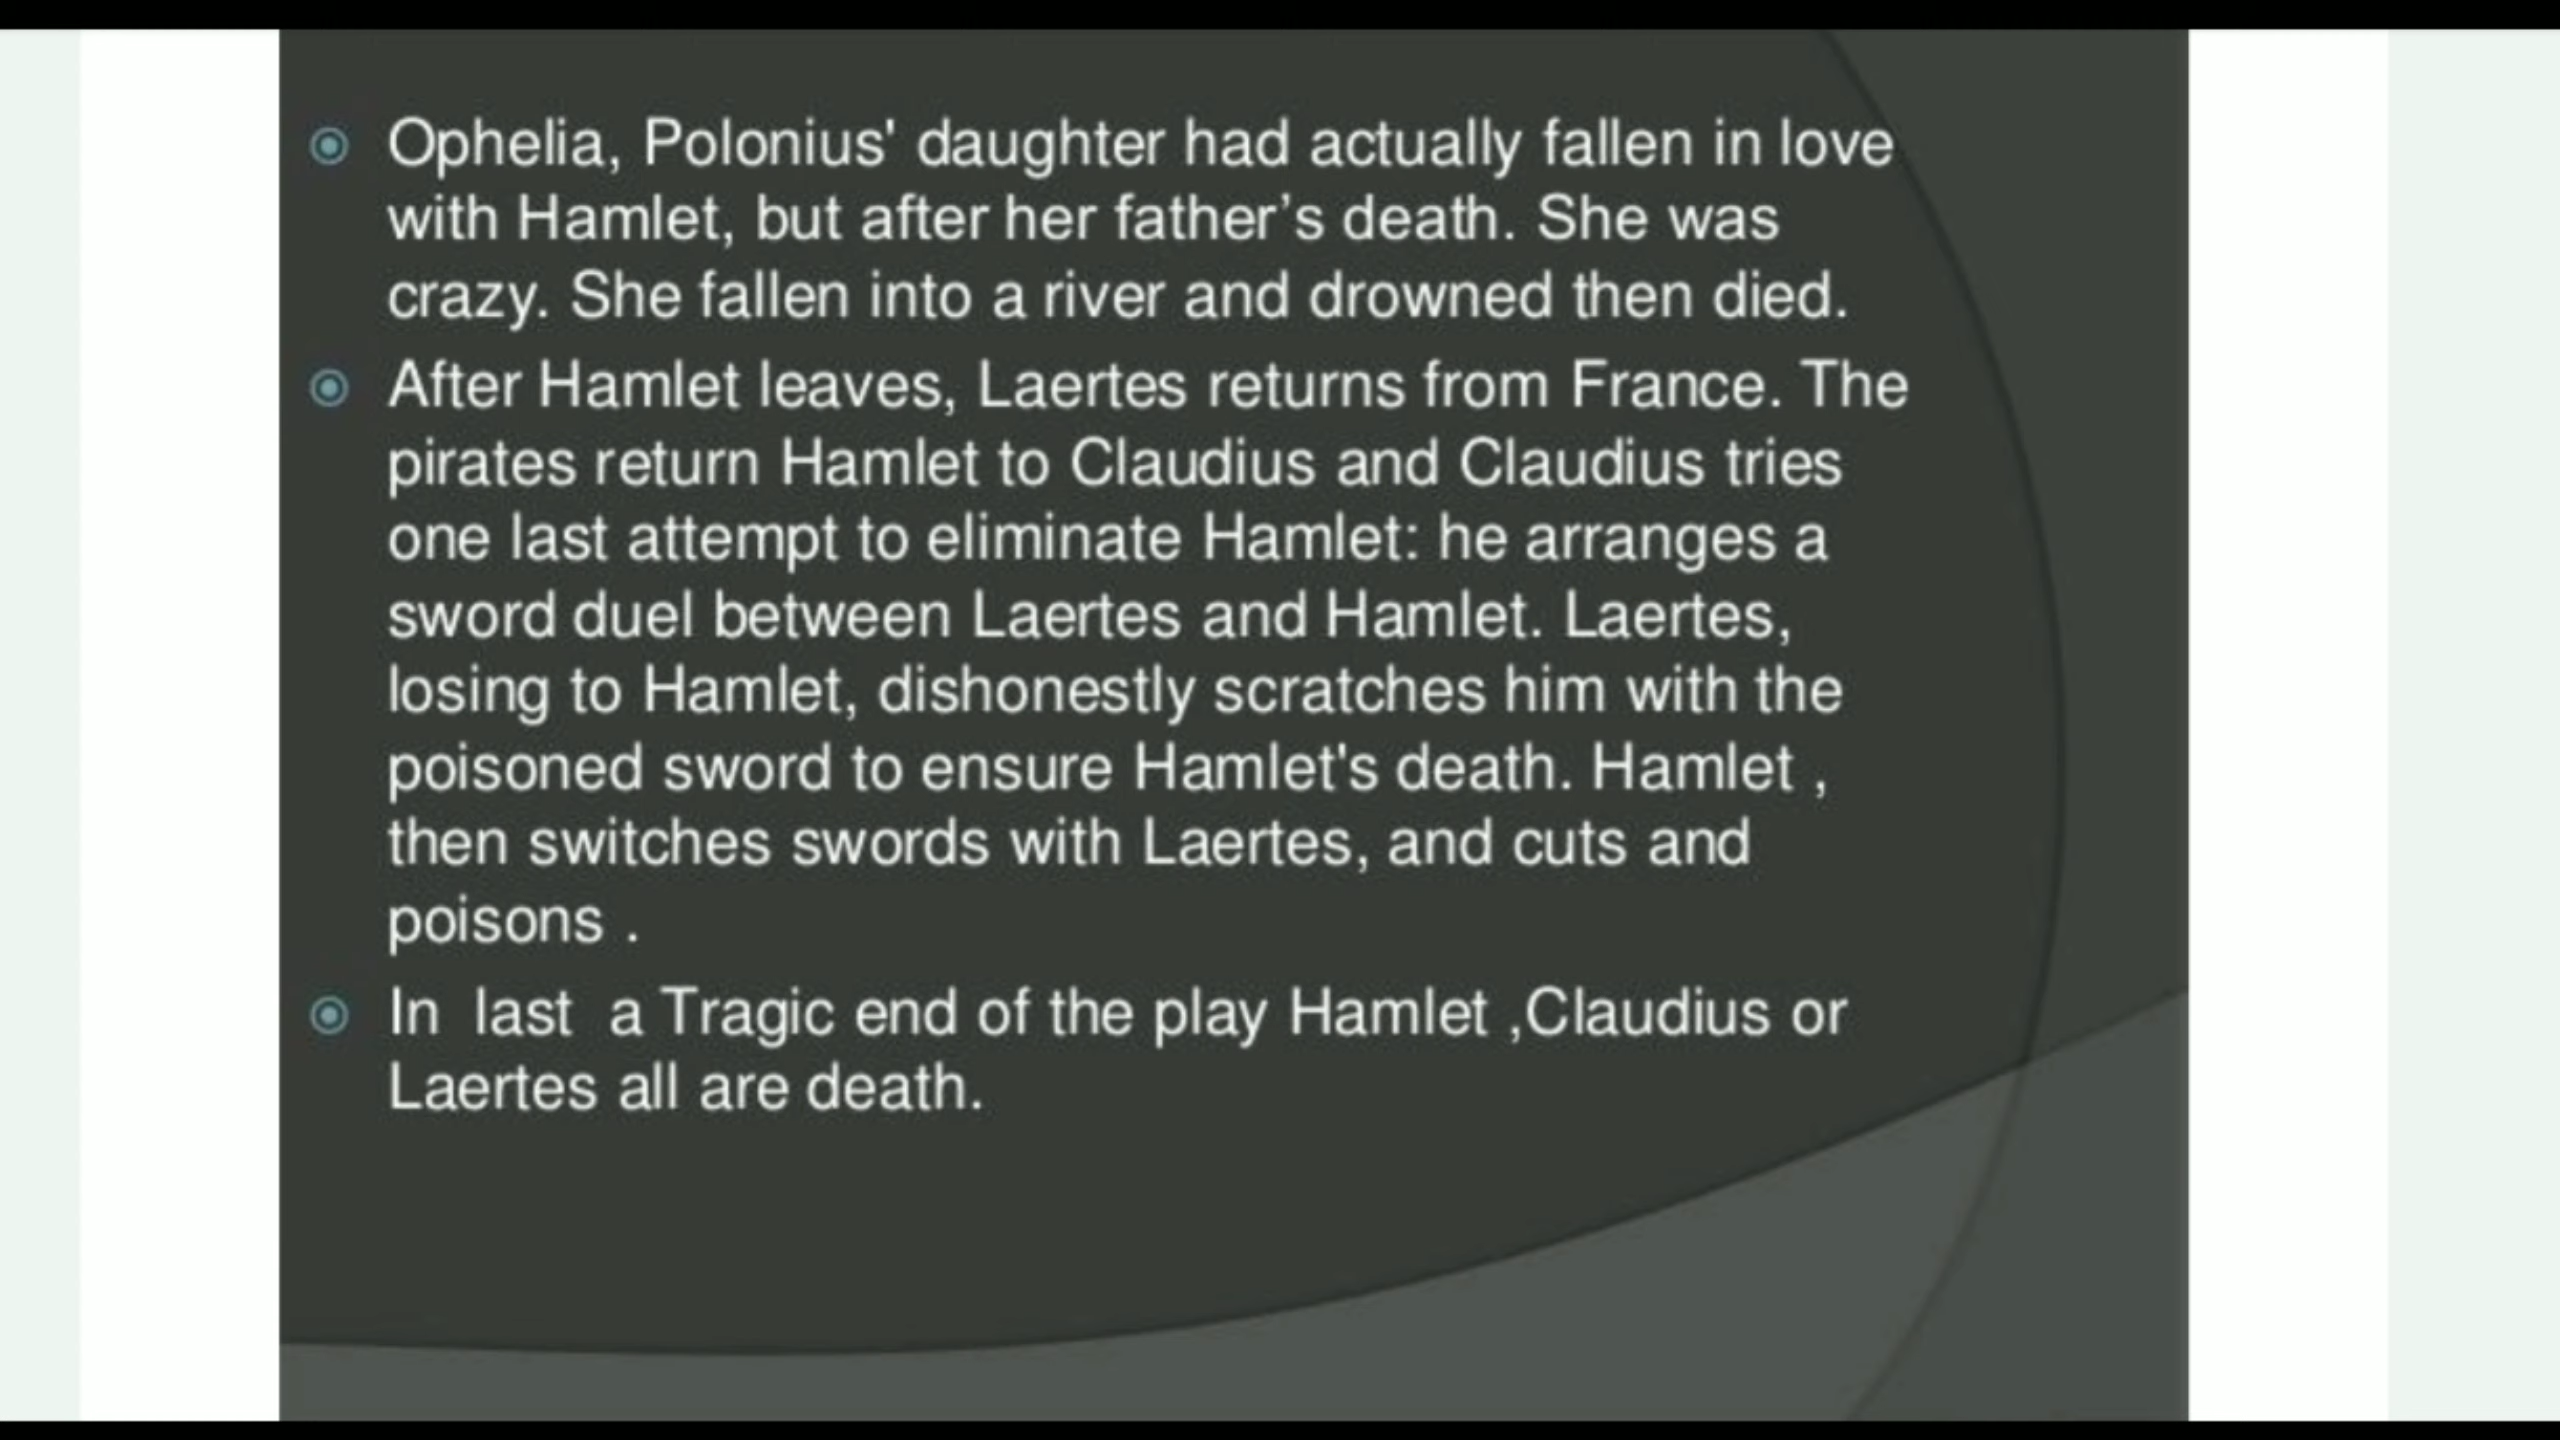 Ophelia, Polonius' daughter had actually fallen in love
with Hamlet, but after her father’s death. She was
crazy. She fallen into a river and drowned then died.
After Hamlet leaves, Laertes returns from France. The
pirates return Hamlet to Claudius and Claudius tries
one last attempt to eliminate Hamlet: he arranges a
sword duel between Laertes and Hamlet. Laertes,
losing to Hamlet, dishonestly scratches him with the
poisoned sword to ensure Hamlet's death. Hamlet ,
then switches swords with Laertes, and cuts and
poisons .
In last a Tragic end of the play Hamlet ,Claudius or
Laertes all are death.